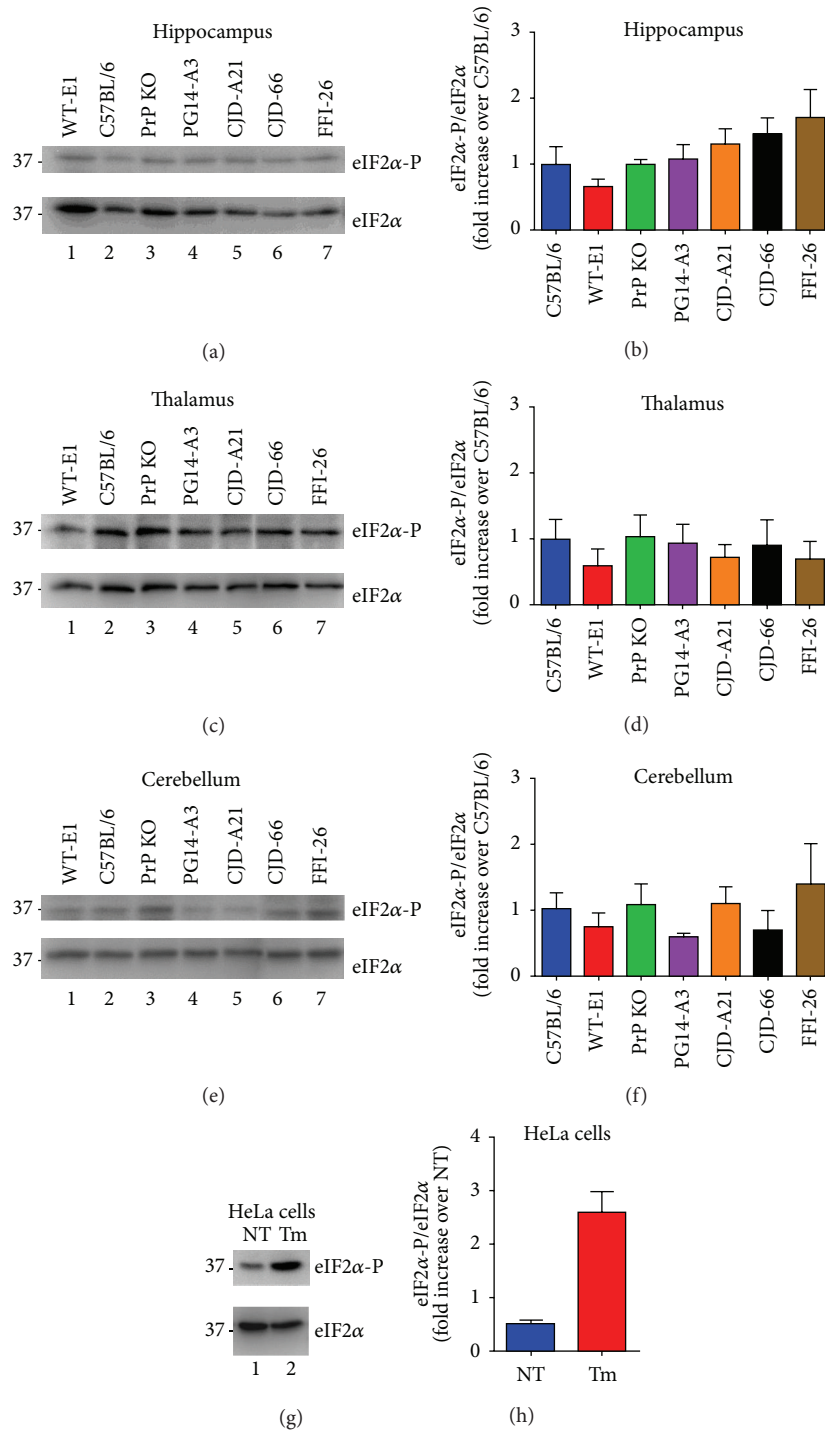 Hippocampus
WT-E1
C57BL/6
PrP KO
PG14-A3
CJD-A21
CJD-66
FFI-26
37
eIF2α-P
37
eIF2α
1 2 3 4 5 6 7
(a)
Hippocampus
eIF2α-P/eIF2α
(fold increase over C57BL/6)
3
2
1
0
C57BL/6
WT-E1
PrP KO
PG14-A3
CJD-A21
CJD-66
FFI-26
(b)
Thalamus
WT-E1
C57BL/6
PrP KO
PG14-A3
CJD-A21
CJD-66
FFI-26
37
eIF2α-P
37
eIF2α
1 2 3 4 5 6 7
(c)
Thalamus
eIF2α-P/eIF2α
(fold increase over C57BL/6)
3
2
1
0
C57BL/6
WT-E1
PrP KO
PG14-A3
CJD-A21
CJD-66
FFI-26
(d)
Cerebellum
WT-E1
C57BL/6
PrP KO
PG14-A3
CJD-A21
CJD-66
FFI-26
37
eIF2α-P
37
eIF2α
1 2 3 4 5 6 7
(e)
Cerebellum
eIF2α-P/eIF2α
(fold increase over C57BL/6)
3
2
1
0
C57BL/6
WT-E1
PrP KO
PG14-A3
CJD-A21
CJD-66
FFI-26
(f)
HeLa cells
NT Tm
37
eIF2α-P
37
eIF2α
1 2
(g)
HeLa cells
eIF2α-P/eIF2α
(fold increase over NT)
4
3
2
1
0
NT Tm
(h)